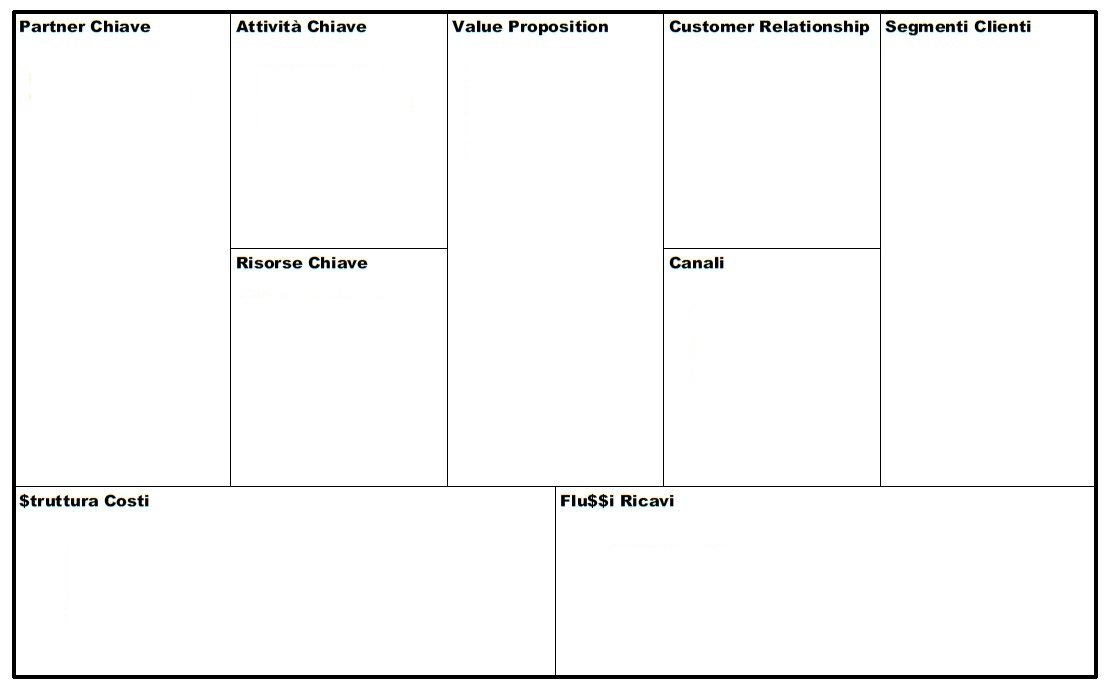 Partner Chiave
Attività Chiave
Value Proposition
Customer Relationship
Segmenti Clienti
Risorse Chiave
Canali
$truttura Costi
Flu$$i Ricavi